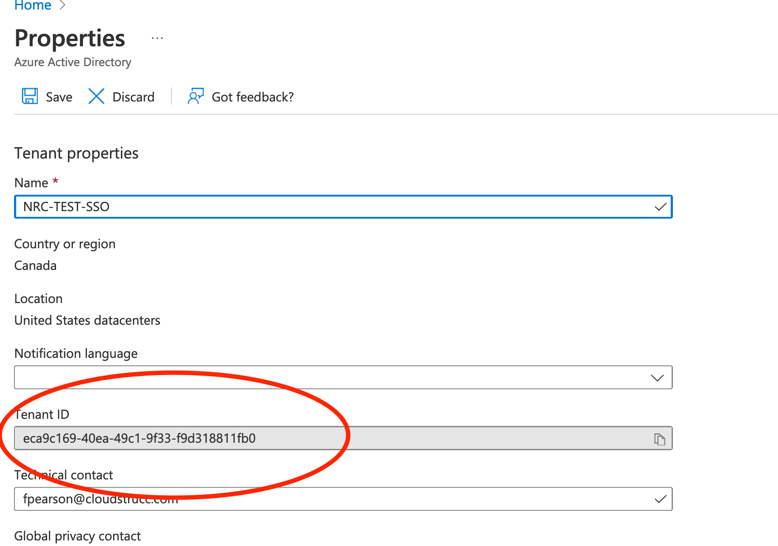 Home >
Properties ...
Azure Active Directory
Save Discard Got feedback?
Tenant properties
Name *
NRC-TEST-SSO
Country or region
Canada
Location
United States datacenters
Notification language
Tenant ID
eca9c169-40ea-49c1-9f33-f9d318811fb0
Technical contact
fpearson@cloudstrucc.com
Global privacy contact